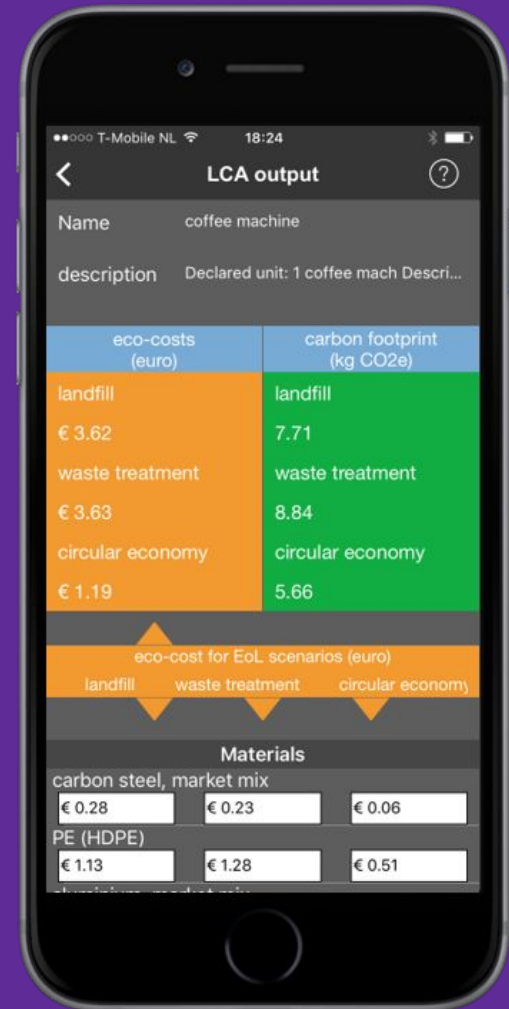 T-Mobile NL 18:24
LCA output ?
Name coffee machine
description Declared unit: 1 coffee mach Descri...
eco-costs carbon footprint
(euro) (kg CO2e)
landfill landfill
€ 3.62 7.71
waste treatment waste treatment
€ 3.63 8.84
circular economy circular economy
€ 1.19 5.66
eco-cost for EoL scenarios (euro)
landfill waste treatment circular economy
Materials
carbon steel, market mix
€ 0.28 € 0.23 € 0.06
PE (HDPE)
€ 1.13 € 1.28 € 0.51
aluminium, market mix